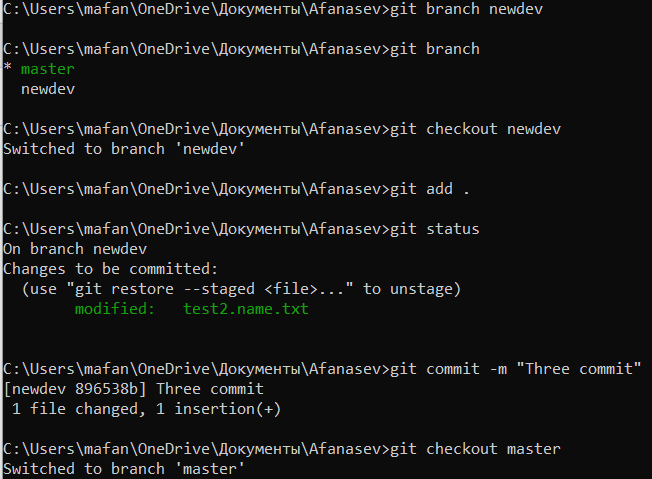 C:\Users\mafan\OneDrive\Документы\Afanasev>git branch newdev
C:\Users\mafan\OneDrive\Документы\Afanasev>git branch
* master
  newdev
C:\Users\mafan\OneDrive\Документы\Afanasev>git checkout newdev
Switched to branch 'newdev'
C:\Users\mafan\OneDrive\Документы\Afanasev>git add .
C:\Users\mafan\OneDrive\Документы\Afanasev>git status
On branch newdev
Changes to be committed:
  (use "git restore --staged <file>..." to unstage)
        modified:   test2.name.txt
C:\Users\mafan\OneDrive\Документы\Afanasev>git commit -m "Three commit"
[newdev 896538b] Three commit
 1 file changed, 1 insertion(+)
C:\Users\mafan\OneDrive\Документы\Afanasev>git checkout master
Switched to branch 'master'